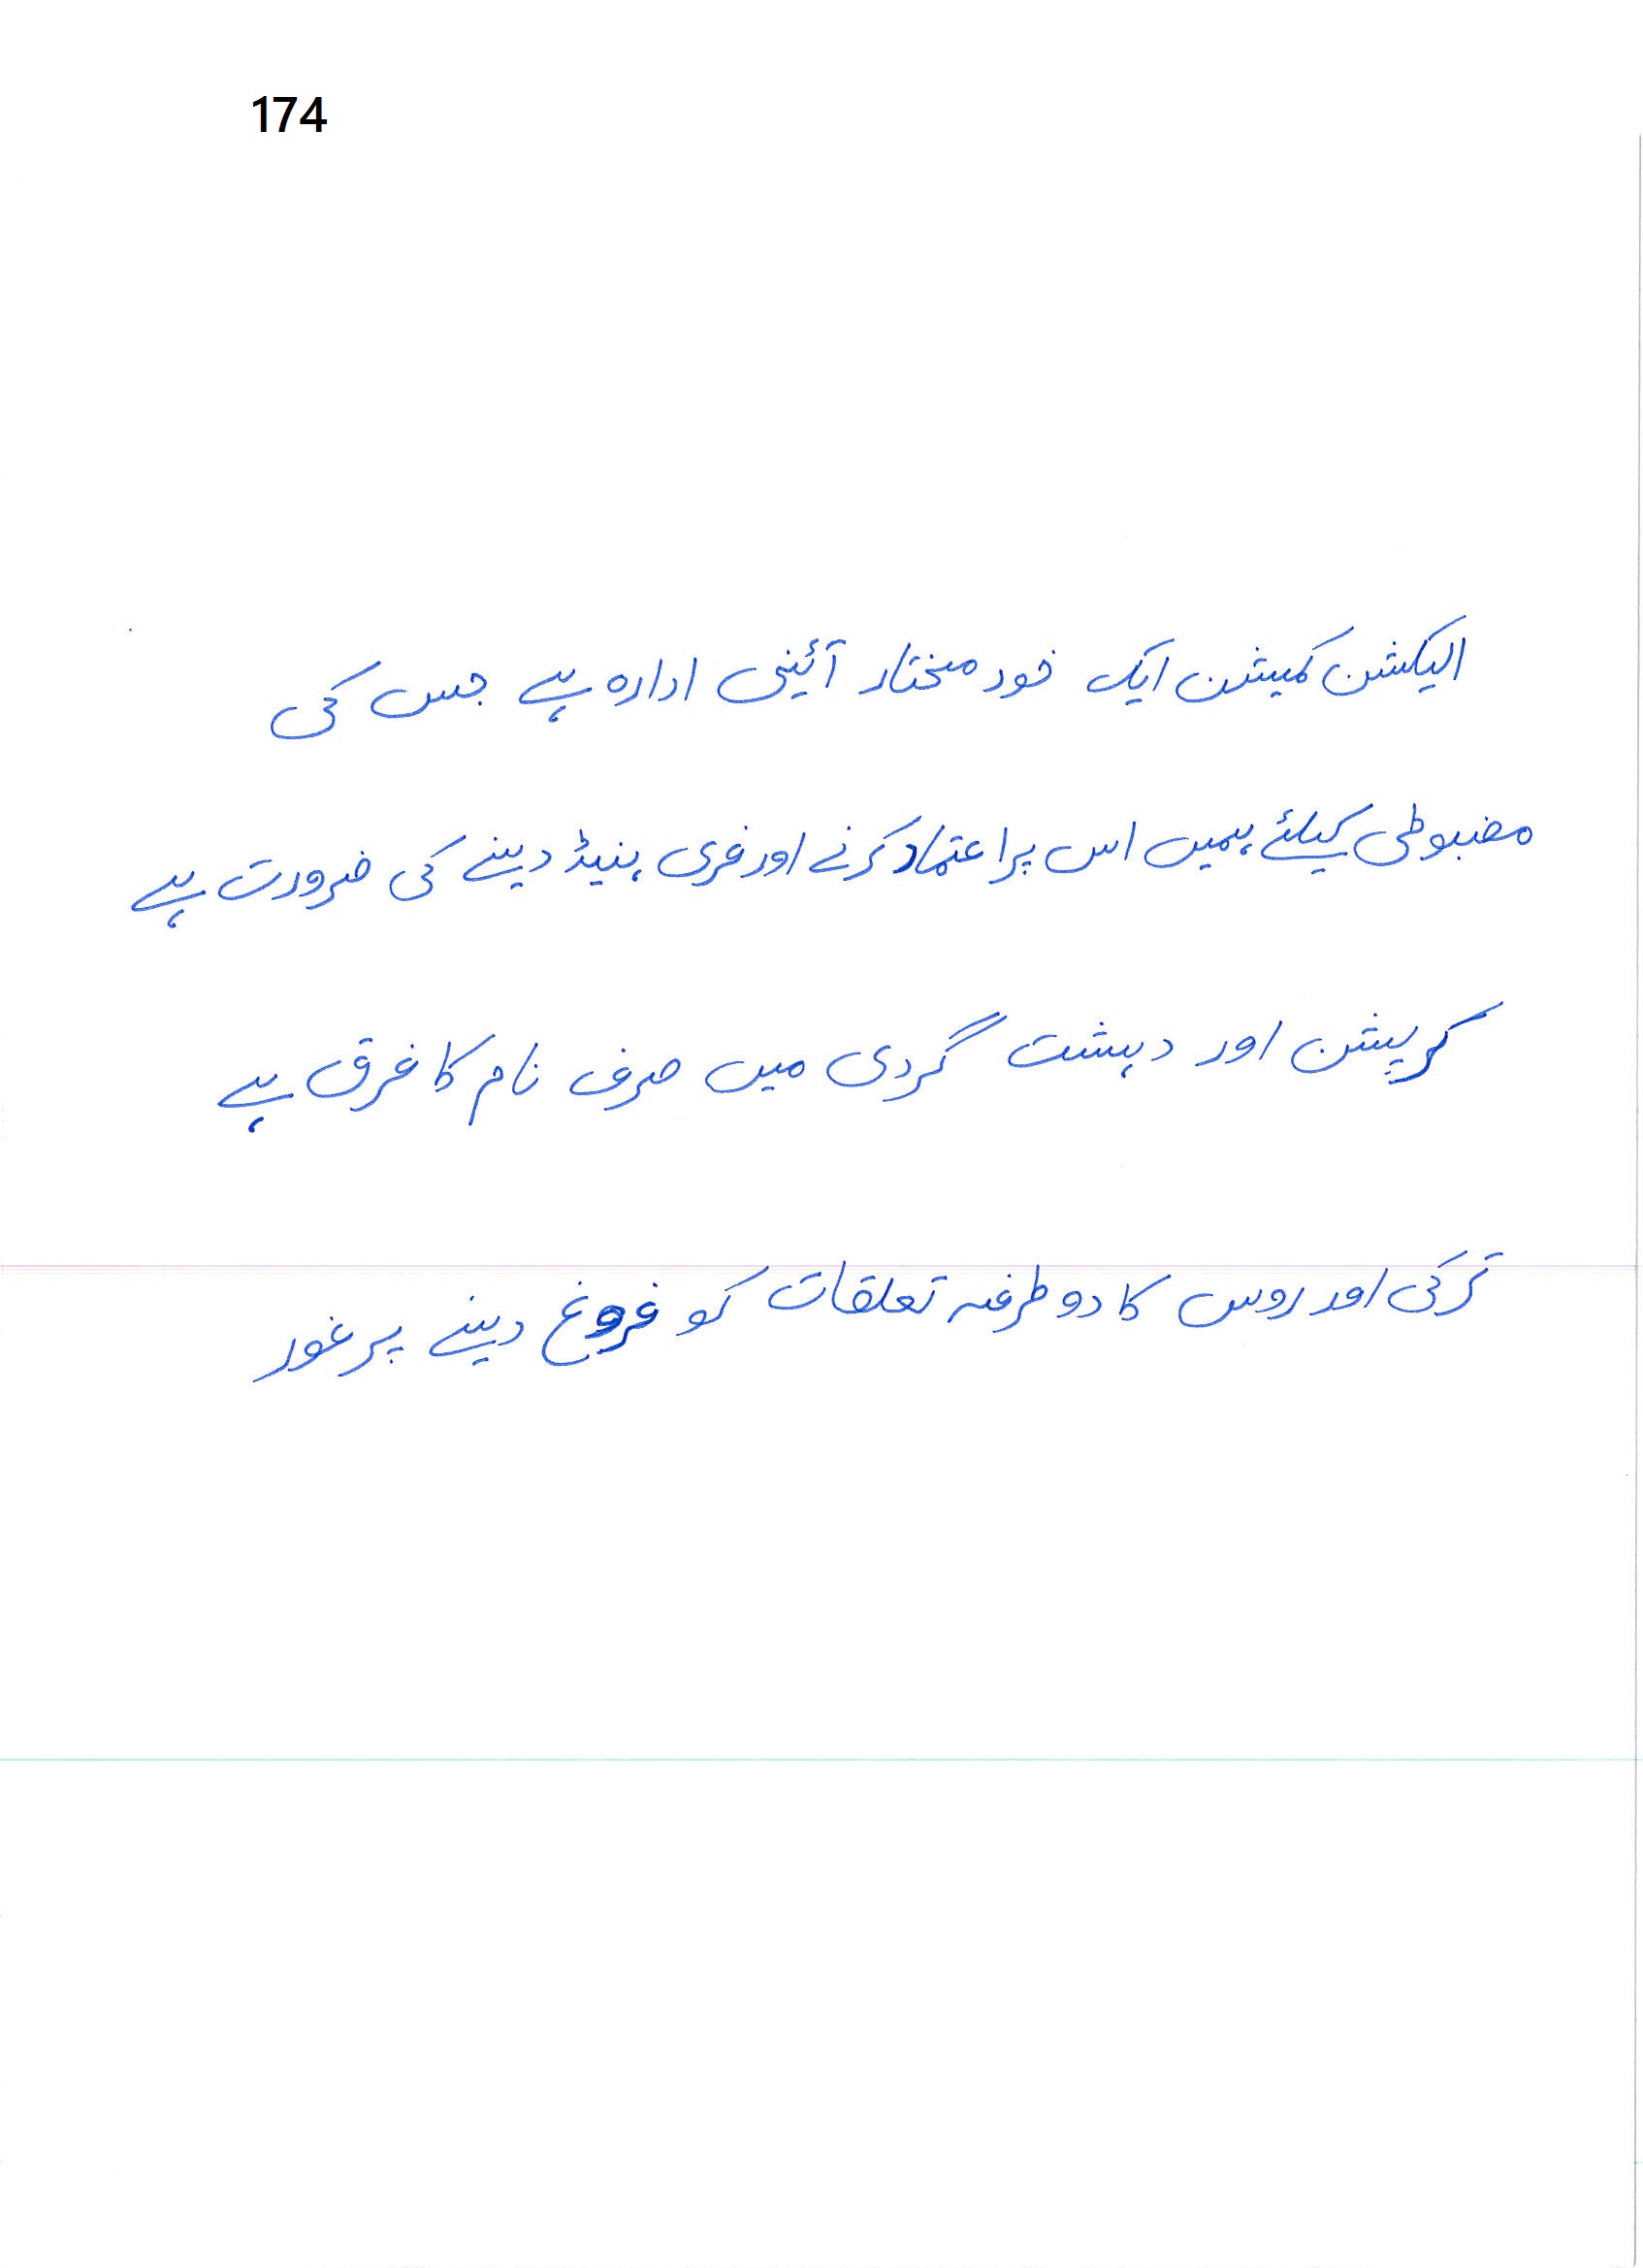 174
الیکشن کمیشن ایک خود مختار آئینی ادارہ ہے جس کی
مضبوطی کیلئے ہمیں اس پر اعتماد کرنے اور فری ہنیڈ دینے کی ضرورت ہے
کرپشن اور دہشت گردی میں صرف نام کا فرق ہے
ترکی اور روس کا دو طرفہ تعلقات کو فروغ دینے پر غور